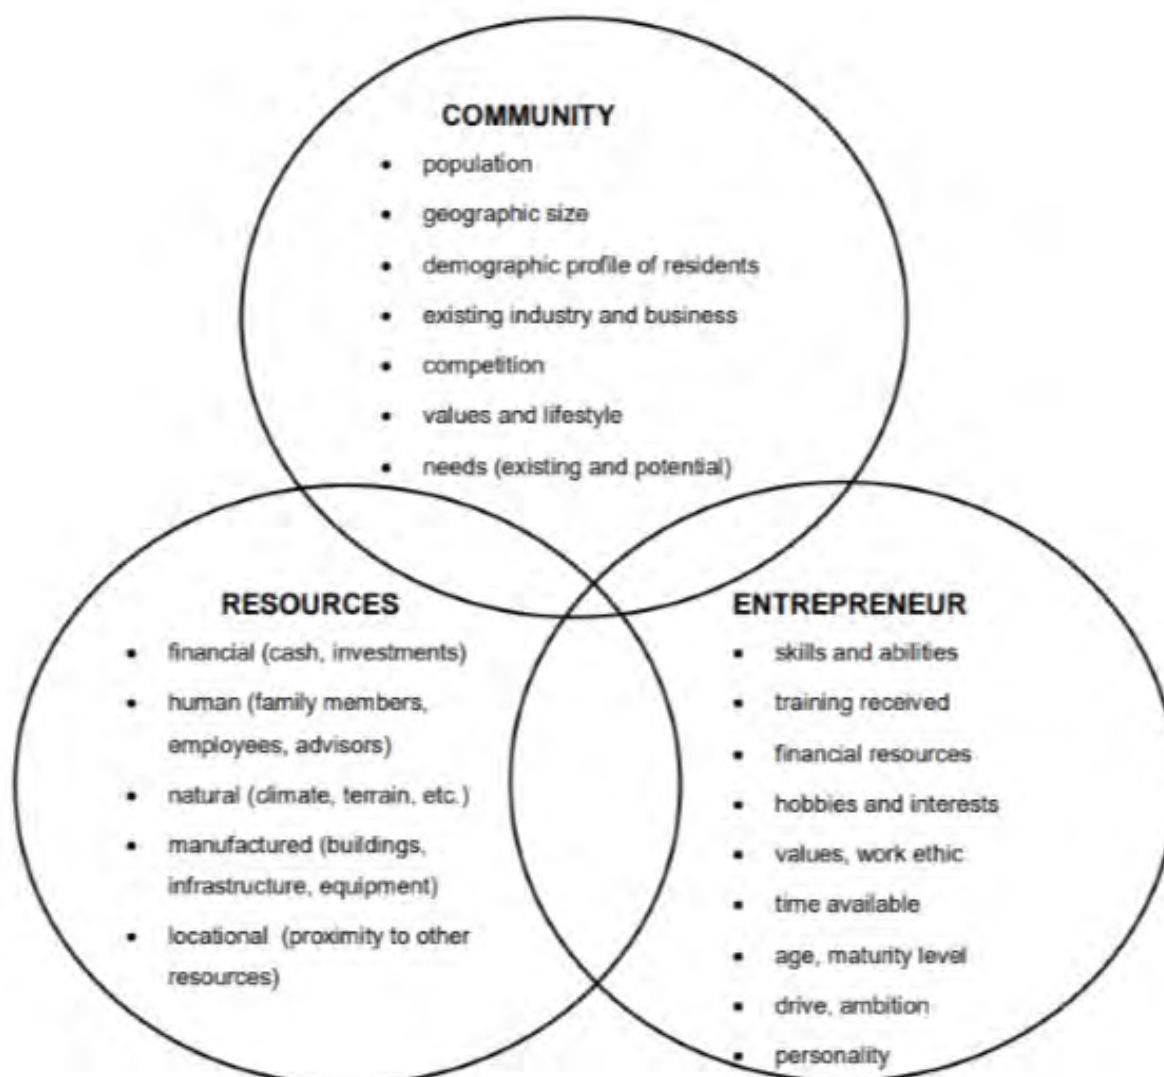 COMMUNITY
• population
• geographic size
• demographic profile of residents
• existing industry and business
• competition
• values and lifestyle
• needs (existing and potential)
RESOURCES
• financial (cash, investments)
• human (family members,
employees, advisors)
• natural (climate, terrain, etc.)
• manufactured (buildings,
infrastructure, equipment)
• locational (proximity to other
resources)
ENTREPRENEUR
• skills and abilities
• training received
• financial resources
• hobbies and interests
• values, work ethic
• time available
• age, maturity level
• drive, ambition
• personality